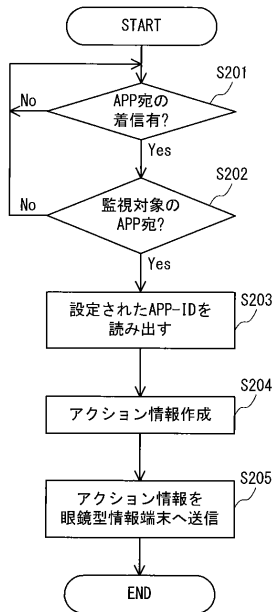 START
S201
APP宛の
着信有?
No
Yes
S202
監視対象の
APP宛?
No
Yes
S203
設定されたAPP-IDを
読み出す
S204
アクション情報作成
S205
アクション情報を
眼鏡型情報端末へ送信
END